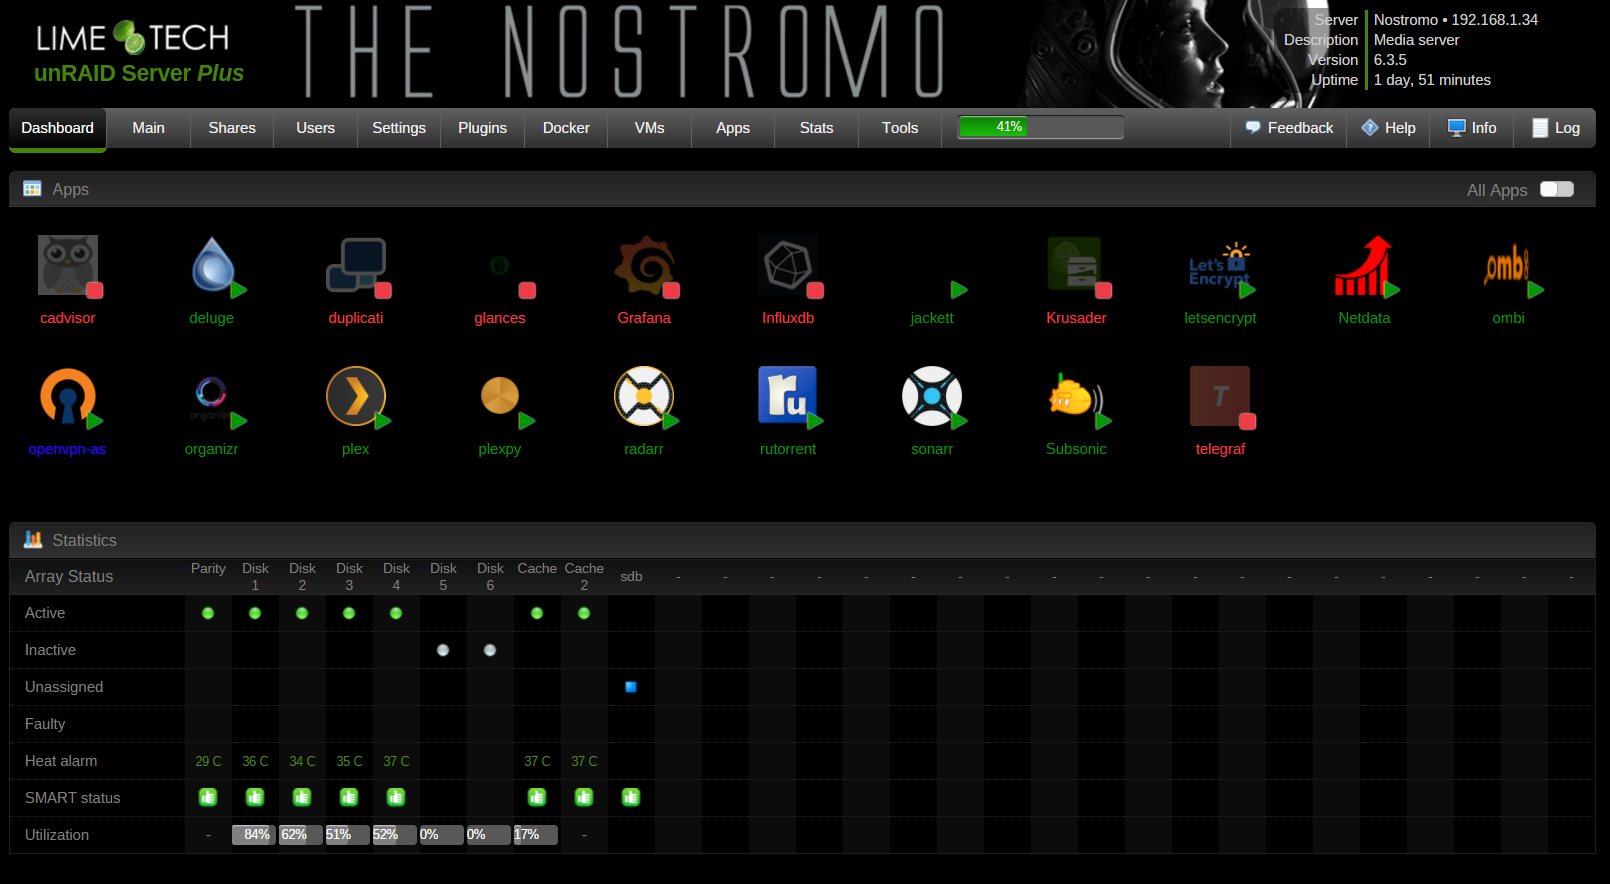 LIME TECH
unRAID Server Plus
THE NOSTROMO
Server Nostromo • 192.168.1.34
Description Media server
Version 6.3.5
Uptime 1 day, 51 minutes
Dashboard Main Shares Users Settings Plugins Docker VMs Apps Stats Tools 41% Feedback Help Info Log
Apps All Apps
Let's Encrypt
omb
cadvisor deluge duplicati glances Grafana Influxdb jackett Krusader letsencrypt Netdata ombi
organizr
ru
T
openvpn-as organizr plex plexpy radarr rutorrent sonarr Subsonic telegraf
Statistics
Array Status Parity Disk 1 Disk 2 Disk 3 Disk 4 Disk 5 Disk 6 Cache Cache 2 sdb - - - - - - - - - - - - - - - - - - - -
Active
Inactive
Unassigned
Faulty
Heat alarm 29 C 36 C 34 C 35 C 37 C 37 C 37 C
SMART status
Utilization - 84% 62% 51% 52% 0% 0% 17% -